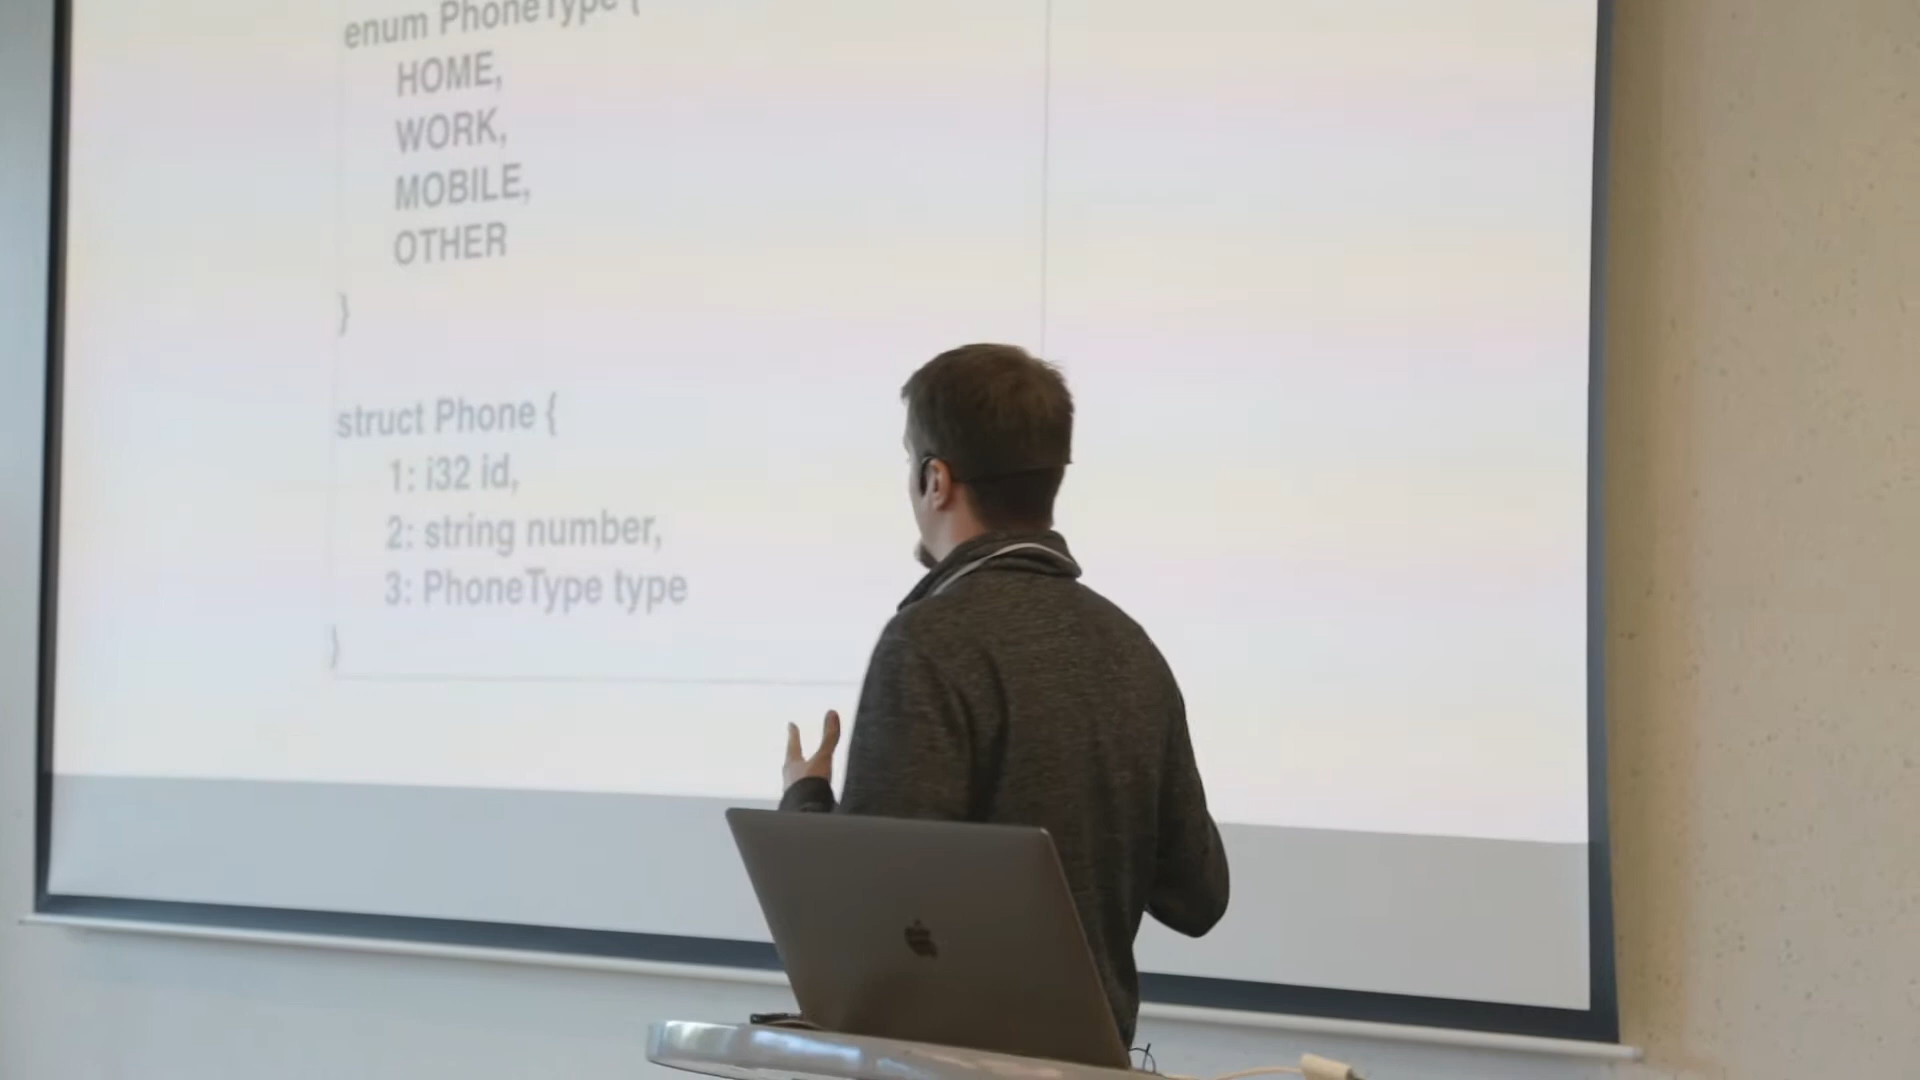 enum PhoneType {
HOME,
WORK,
MOBILE,
OTHER
}
struct Phone {
1: i32 id,
2: string number,
3: PhoneType type
}